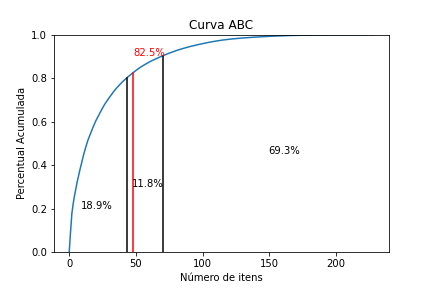 Curva ABC
1.0
82.5%
0.8
Percentual Acumulada
0.6
69.3%
0.4
11.8%
18.9%
0.2
0.0
0 50 100 150 200
Número de itens